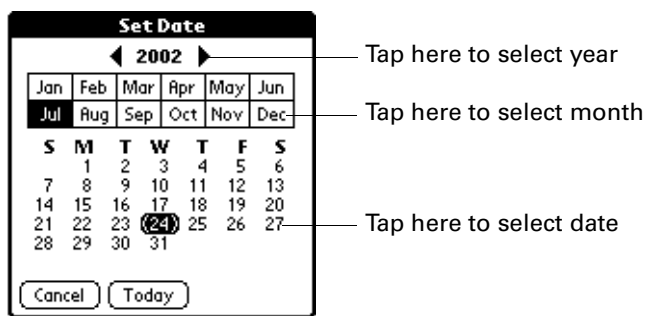 Set Date
2002
Tap here to select year
Jan Feb Mar Apr May Jun
Jul Aug Sep Oct Nov Dec
Tap here to select month
S M T W T F S
1 2 3 4 5 6
7 8 9 10 11 12 13
14 15 16 17 18 19 20
21 22 23 (24) 25 26 27
Tap here to select date
28 29 30 31
Cancel Today